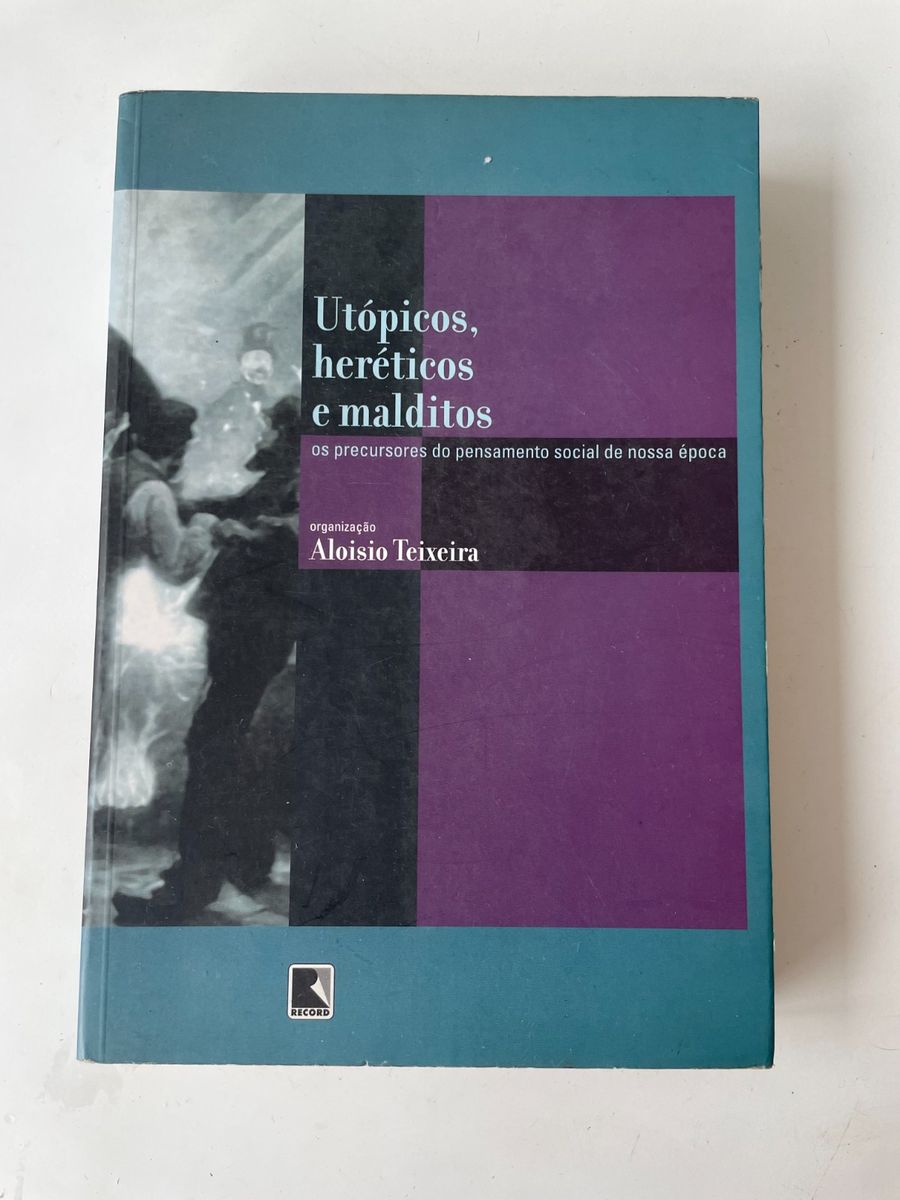 Utópicos,
heréticos
e malditos
os precursores do pensamento social de nossa época
organização
Aloisio Teixeira
RECORD